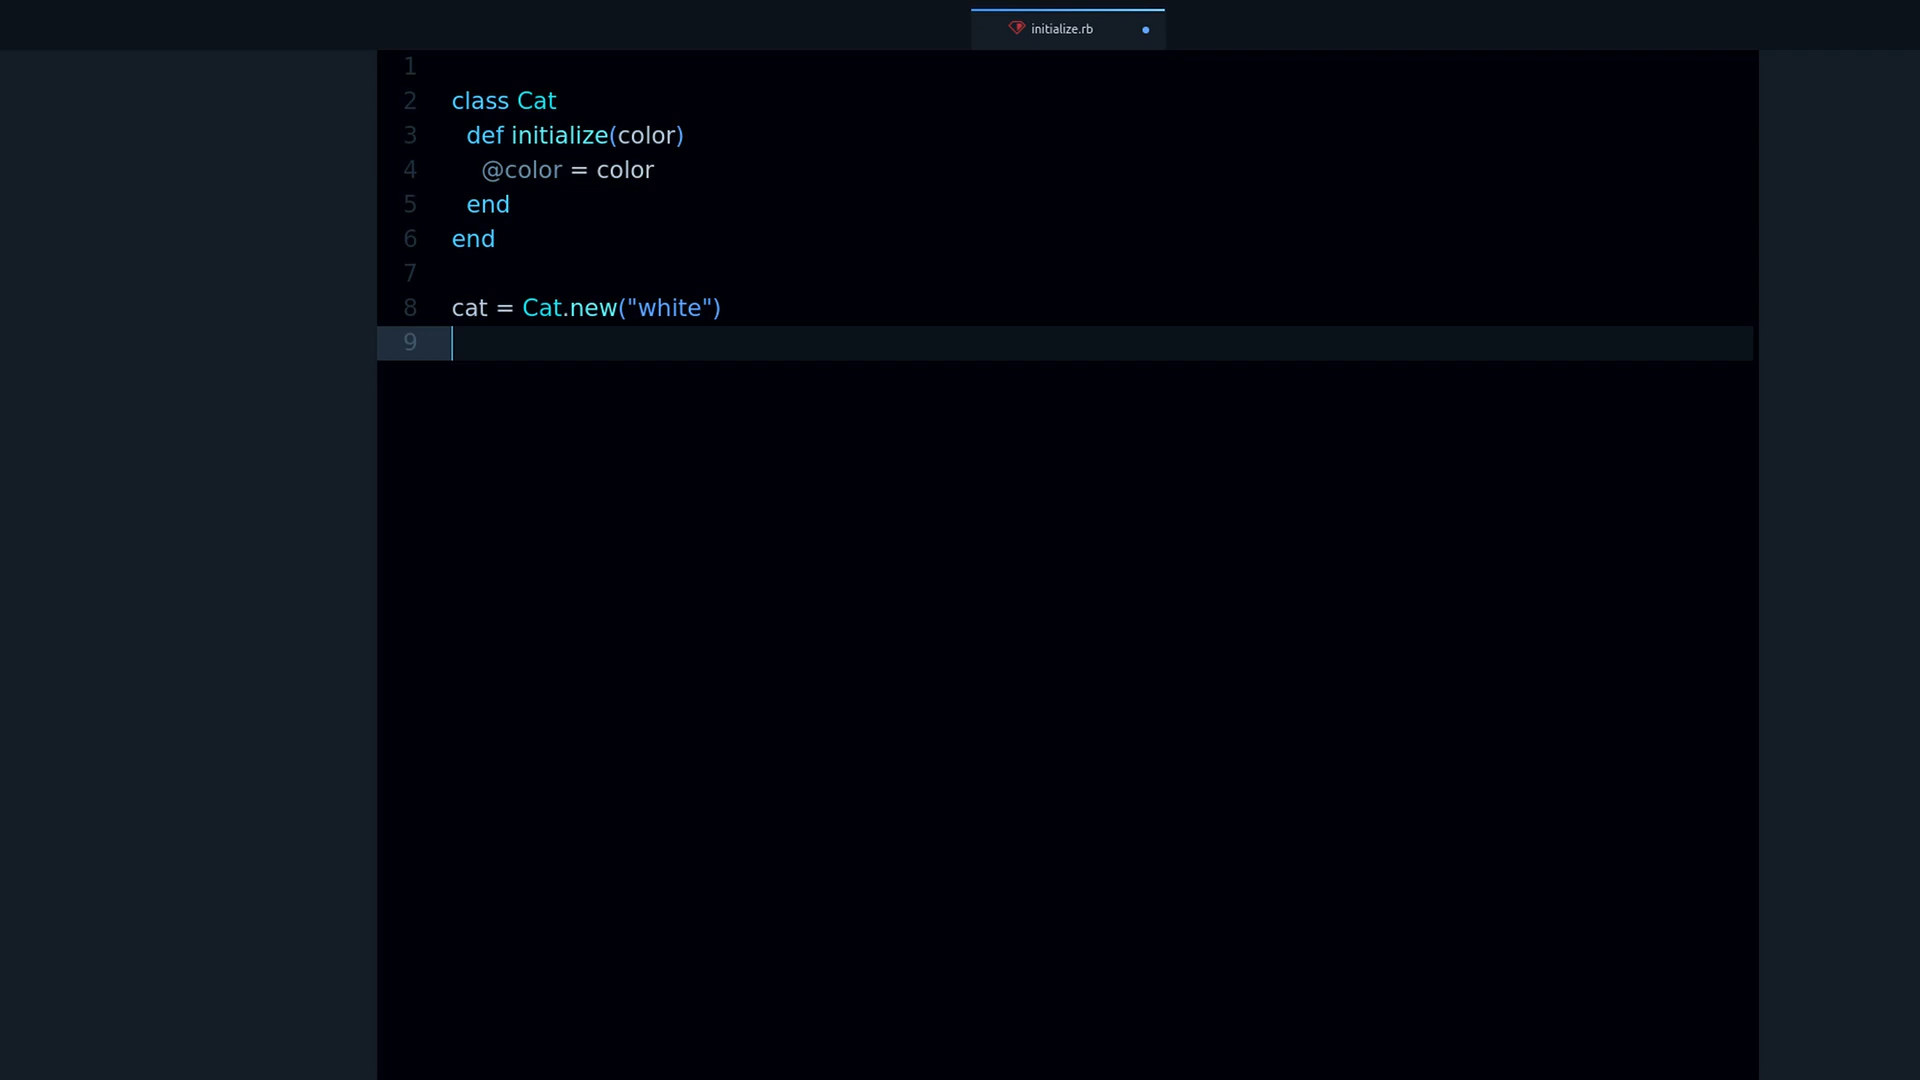 initialize.rb
1
2 class Cat
3   def initialize(color)
4     @color = color
5   end
6 end
7
8 cat = Cat.new("white")
9